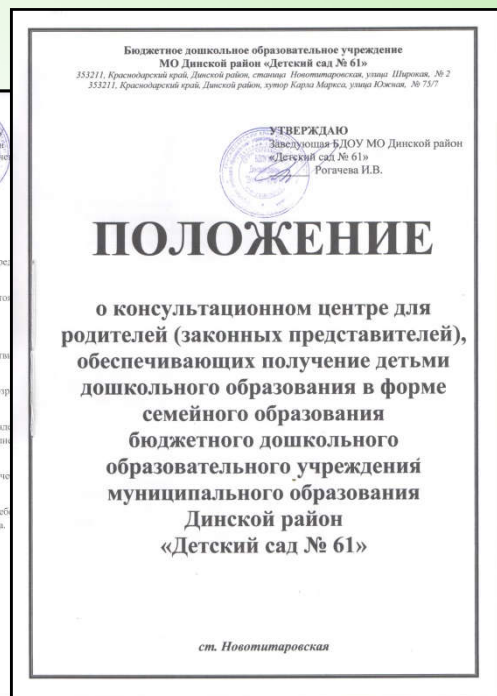 Бюджетное дошкольное образовательное учреждение
МО Динской район «Детский сад № 61»
353211, Краснодарский край, Динской район, станица Новотитаровская, улица Широкая, № 2
353211, Краснодарский край, Динской район, хутор Карла Маркса, улица Южная, № 75/7
УТВЕРЖДАЮ
Заведующая БДОУ МО Динской район
«Детский сад № 61»
Рогачева И.В.
ПОЛОЖЕНИЕ
о консультационном центре для
родителей (законных представителей),
обеспечивающих получение детьми
дошкольного образования в форме
семейного образования
бюджетного дошкольного
образовательного учреждения
муниципального образования
Динской район
«Детский сад № 61»
ст. Новотитаровская